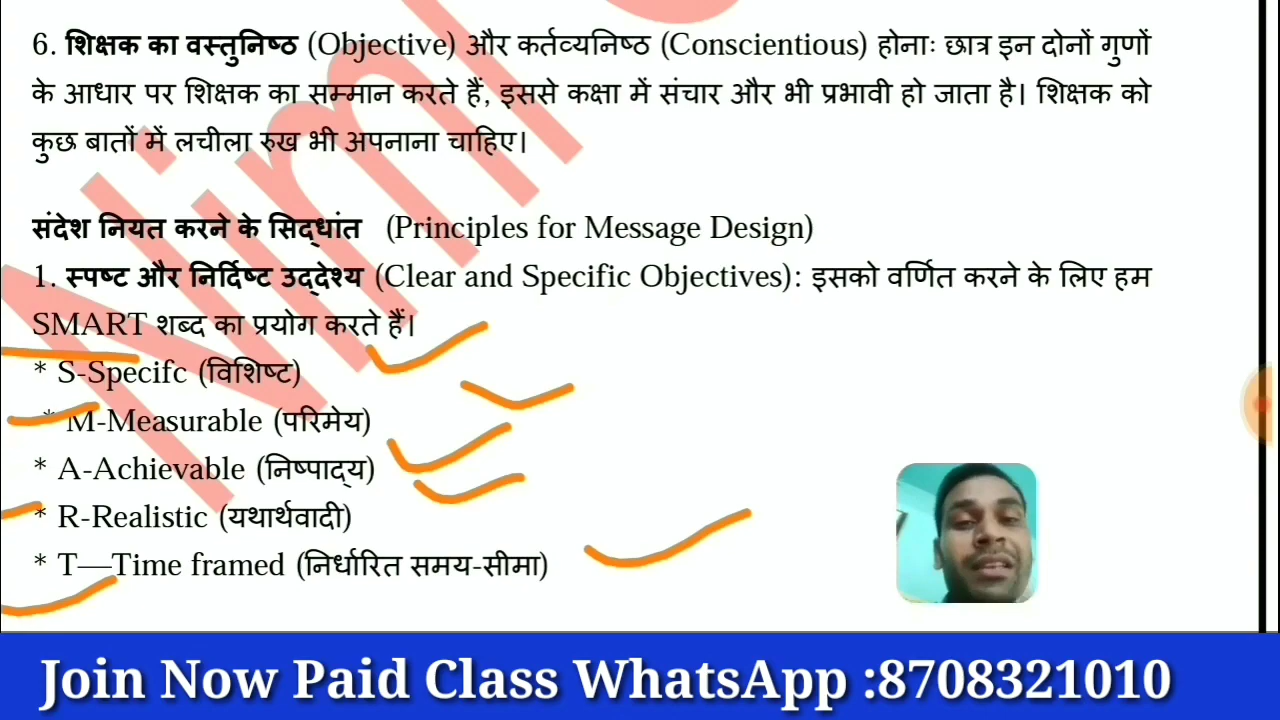 6. शिक्षक का वस्तुनिष्ठ (Objective) और कर्तव्यनिष्ठ (Conscientious) होनाः छात्र इन दोनों गुणों
के आधार पर शिक्षक का सम्मान करते हैं, इससे कक्षा में संचार और भी प्रभावी हो जाता है। शिक्षक को
कुछ बातों में लचीला रुख भी अपनाना चाहिए।
संदेश नियत करने के सिद्धांत (Principles for Message Design)
1. स्पष्ट और निर्दिष्ट उद्देश्य (Clear and Specific Objectives): इसको वर्णित करने के लिए हम
SMART शब्द का प्रयोग करते हैं।
* S-Specifc (विशिष्ट)
* M-Measurable (परिमेय)
* A-Achievable (निष्पाद्य)
* R-Realistic (यथार्थवादी)
* T—Time framed (निर्धारित समय-सीमा)
Join Now Paid Class WhatsApp :8708321010